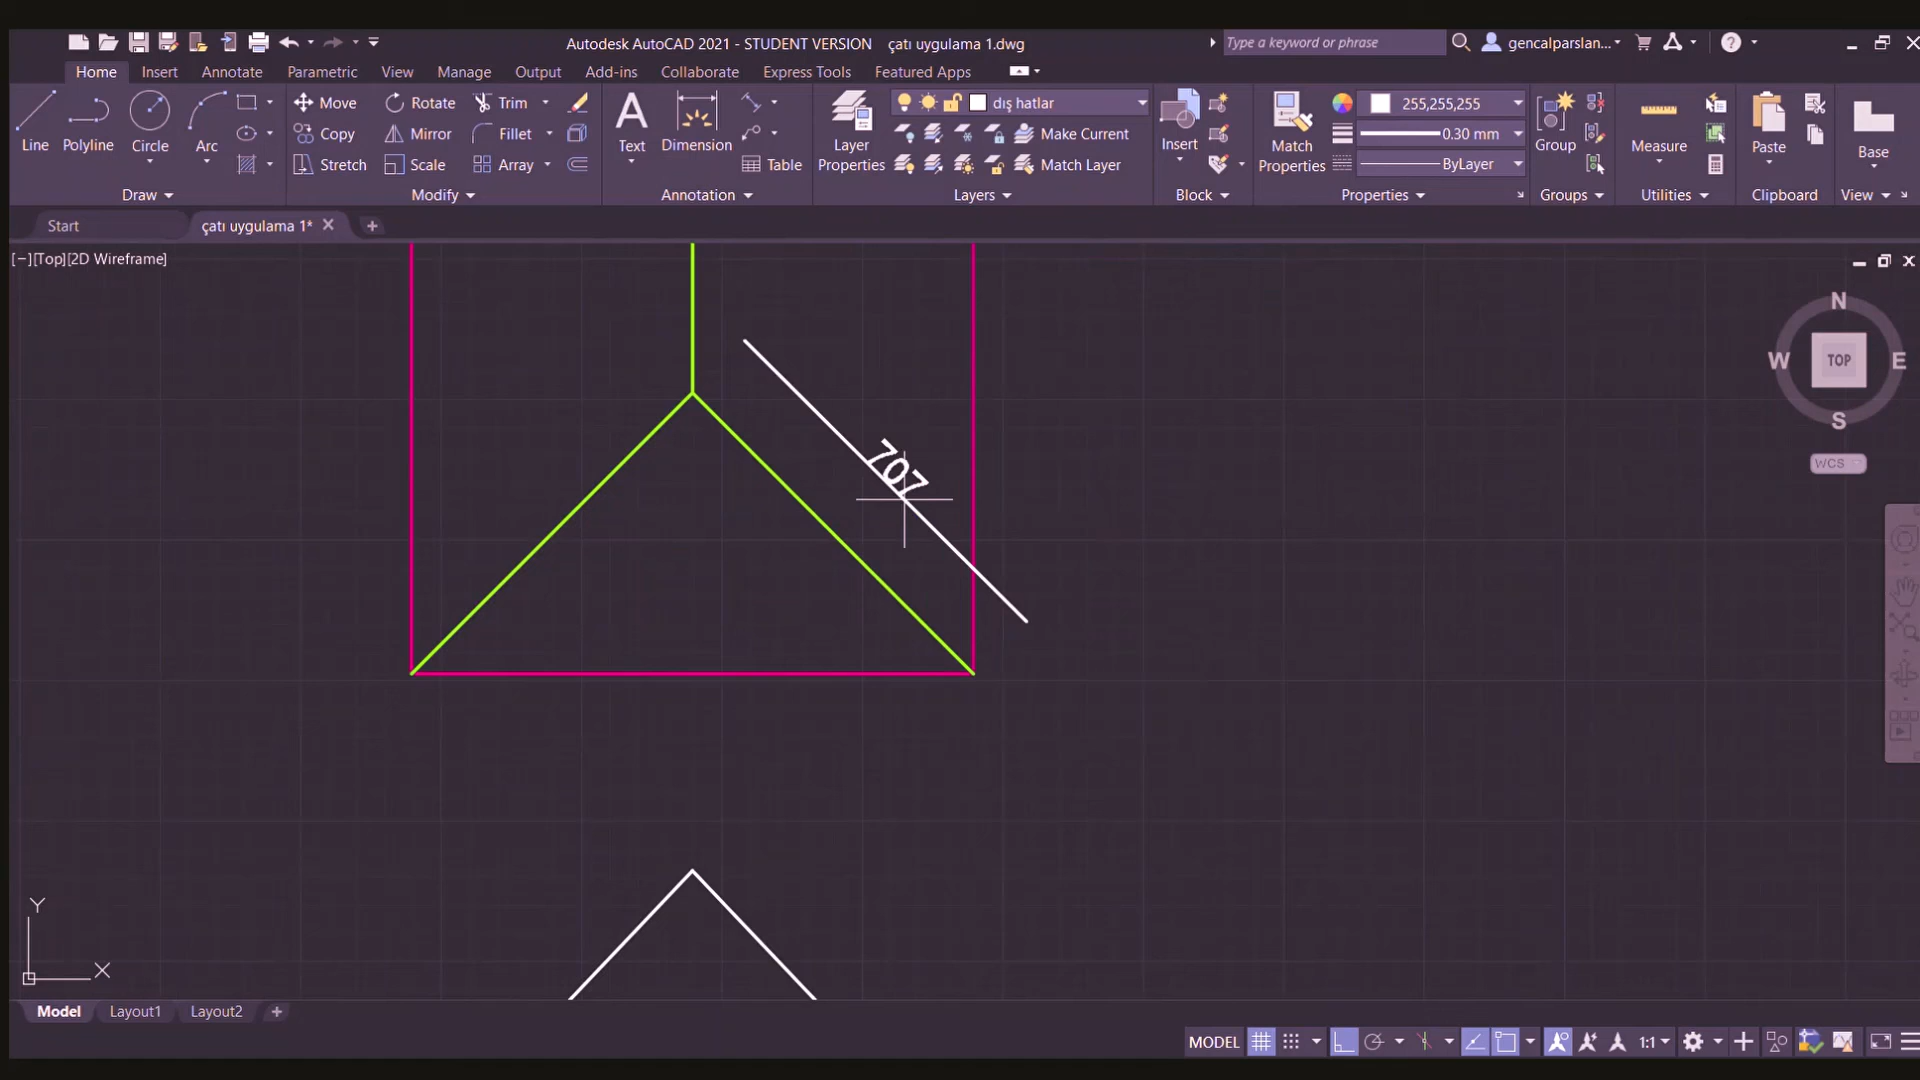 Autodesk AutoCAD 2021 - STUDENT VERSION çatı uygulama 1.dwg
Type a keyword or phrase
gencalparslan...
Home Insert Annotate Parametric View Manage Output Add-ins Collaborate Express Tools Featured Apps
Line Polyline Circle Arc
Move Rotate Trim
Copy Mirror Fillet
Stretch Scale Array
Text Dimension Table
Layer Properties
dış hatlar
Make Current
Match Layer
Insert
Match Properties
255,255,255
0.30 mm
ByLayer
Group
Measure
Paste
Base
Draw Modify Annotation Layers Block Properties Groups Utilities Clipboard View
Start çatı uygulama 1*
[−][Top][2D Wireframe]
N
W TOP E
S
WCS
707
Y
X
Model Layout1 Layout2
MODEL 1:1